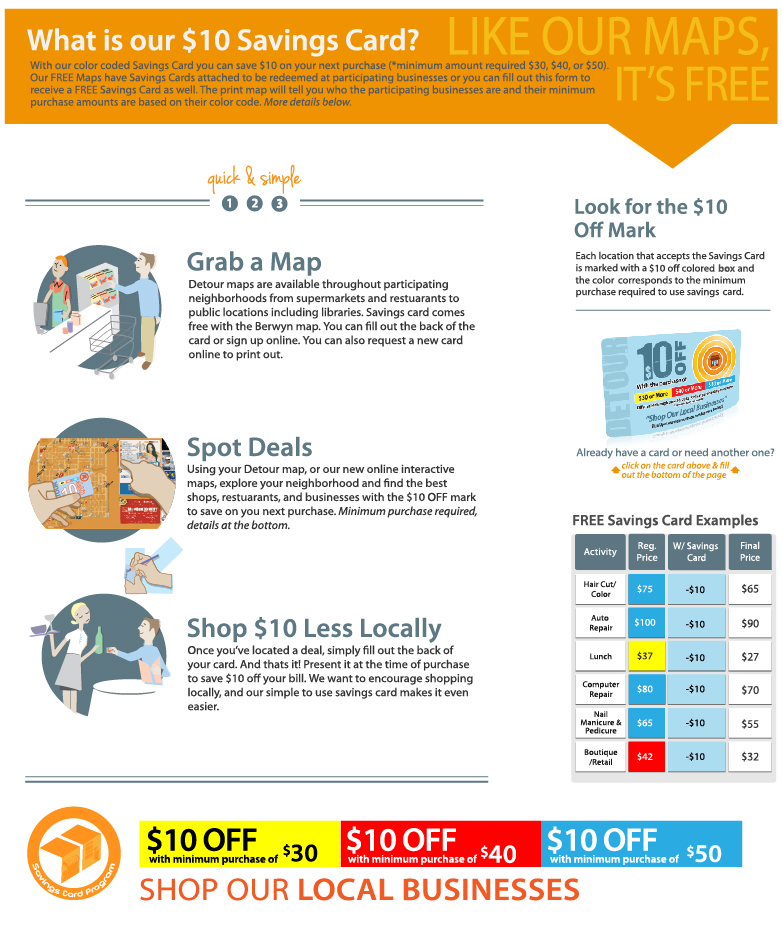 What is our $10 Savings Card?
LIKE OUR MAPS,
IT'S FREE
With our color coded Savings Card you can save $10 on your next purchase (*minimum amount required $30, $40, or $50).
Our FREE Maps have Savings Cards attached to be redeemed at participating businesses or you can fill out this form to
receive a FREE Savings Card as well. The print map will tell you who the participating businesses are and their minimum
purchase amounts are based on their color code. More details below.
quick & simple
1 2 3
Grab a Map
Detour maps are available throughout participating
neighborhoods from supermarkets and restuarants to
public locations including libraries. Savings card comes
free with the Berwyn map. You can fill out the back of the
card or sign up online. You can also request a new card
online to print out.
Spot Deals
Using your Detour map, or our new online interactive
maps, explore your neighborhood and find the best
shops, restuarants, and businesses with the $10 OFF mark
to save on you next purchase. Minimum purchase required,
details at the bottom.
Shop $10 Less Locally
Once you've located a deal, simply fill out the back of
your card. And thats it! Present it at the time of purchase
to save $10 off your bill. We want to encourage shopping
locally, and our simple to use savings card makes it even
easier.
Look for the $10
Off Mark
Each location that accepts the Savings Card
is marked with a $10 off colored box and
the color corresponds to the minimum
purchase required to use savings card.
DETOUR
$10 OFF
With the purchase of
$30 or More $40 or More $50 or More
"Shop Our Local Businesses"
Already have a card or need another one?
click on the card above & fill
out the bottom of the page
FREE Savings Card Examples
Activity Reg. Price W/ Savings Card Final Price
Hair Cut/ Color $75 -$10 $65
Auto Repair $100 -$10 $90
Lunch $37 -$10 $27
Computer Repair $80 -$10 $70
Nail Manicure & Pedicure $65 -$10 $55
Boutique /Retail $42 -$10 $32
Savings Card Program
$10 OFF
with minimum purchase of $30
$10 OFF
with minimum purchase of $40
$10 OFF
with minimum purchase of $50
SHOP OUR LOCAL BUSINESSES